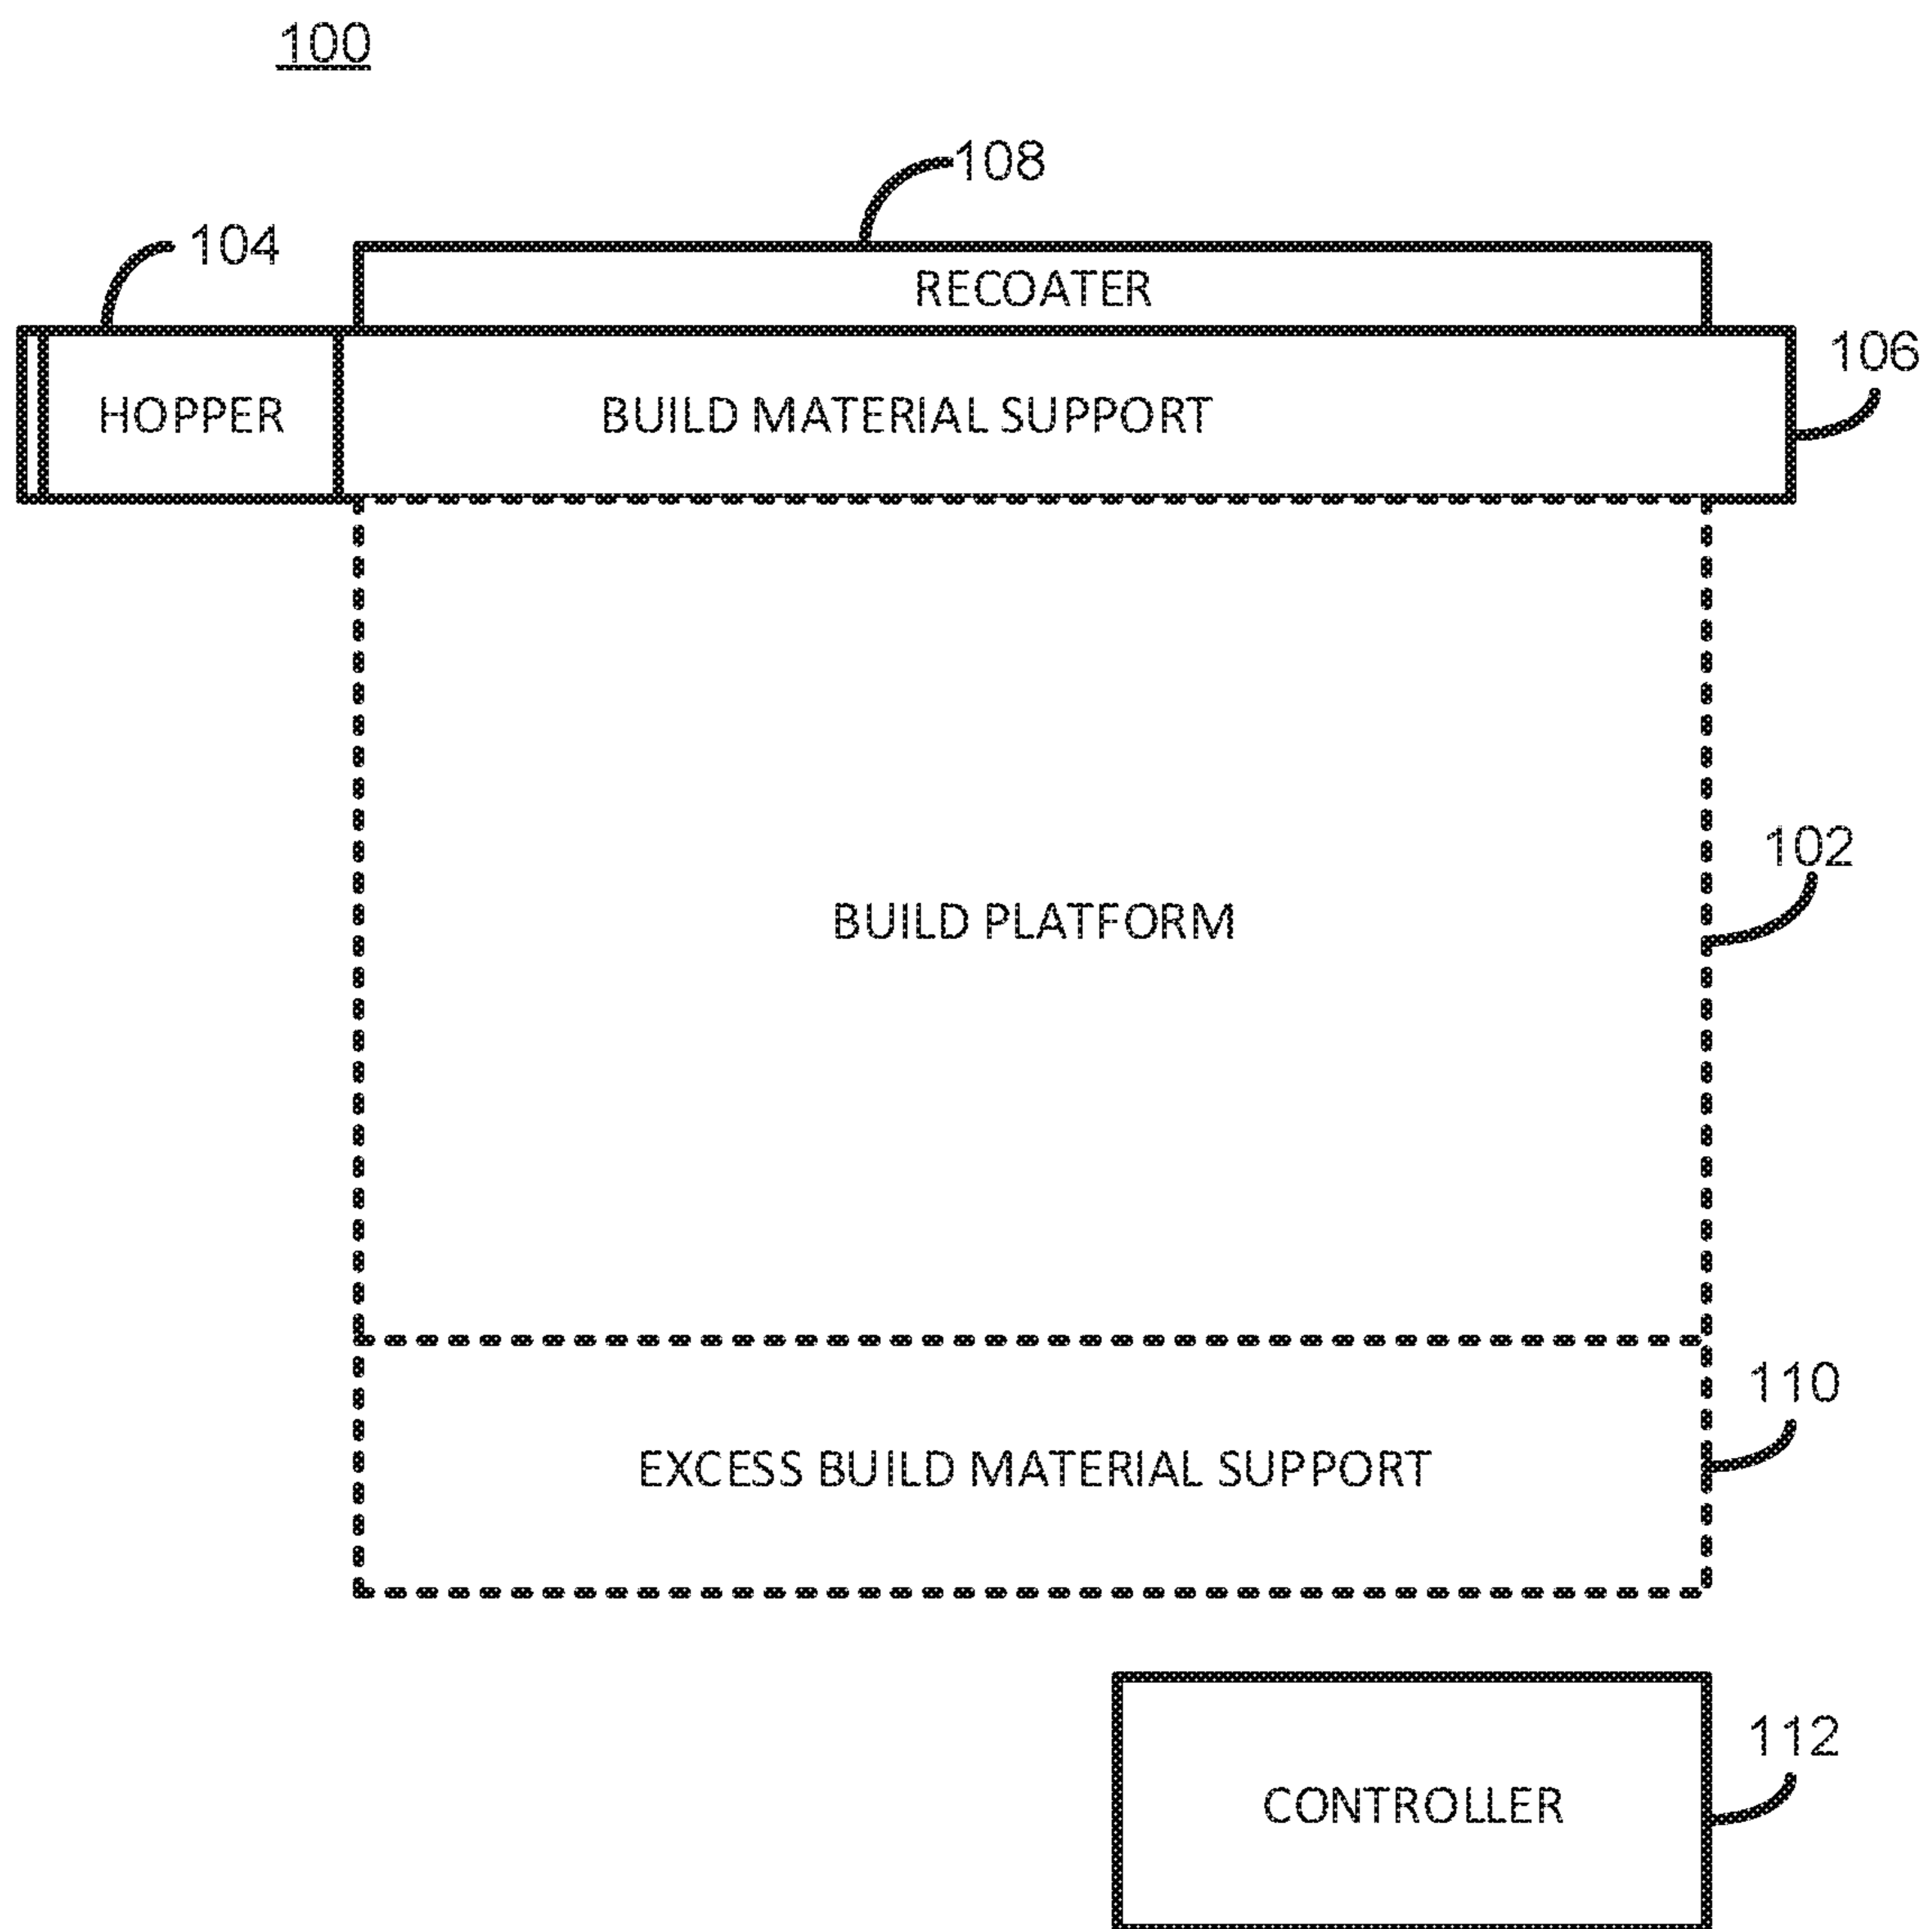 100
108
104
RECOATER
106
HOPPER
BUILD MATERIAL SUPPORT
102
BUILD PLATFORM
110
EXCESS BUILD MATERIAL SUPPORT
112
CONTROLLER